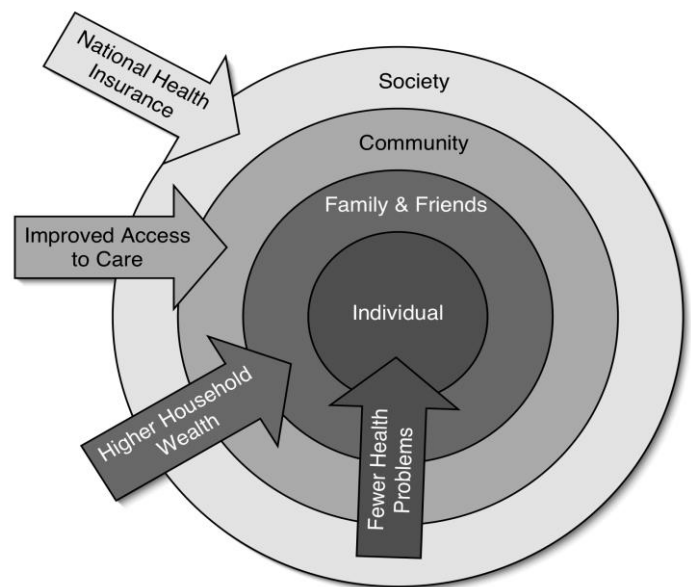 National Health
Insurance
Society
Community
Family & Friends
Improved Access
to Care
Individual
Higher Household
Wealth
Fewer Health
Problems